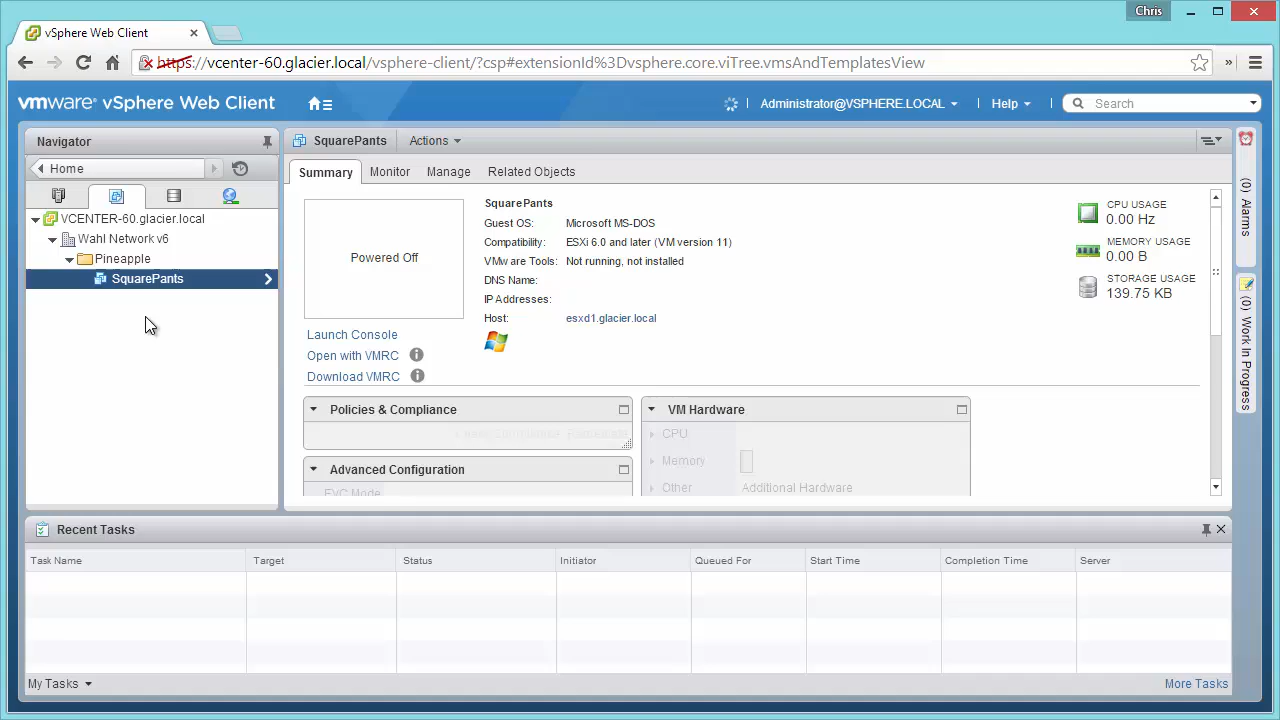 Chris
vSphere Web Client
https://vcenter-60.glacier.local/vsphere-client/?csp#extensionId%3Dvsphere.core.viTree.vmsAndTemplatesView
vmware® vSphere Web Client
Administrator@VSPHERE.LOCAL
Help
Search
Navigator
Home
VCENTER-60.glacier.local
Wahl Network v6
Pineapple
SquarePants
SquarePants
Actions
Summary
Monitor
Manage
Related Objects
Powered Off
Launch Console
Open with VMRC
Download VMRC
SquarePants
Guest OS: Microsoft MS-DOS
Compatibility: ESXi 6.0 and later (VM version 11)
VMware Tools: Not running, not installed
DNS Name:
IP Addresses:
Host: esxd1.glacier.local
CPU USAGE
0.00 Hz
MEMORY USAGE
0.00 B
STORAGE USAGE
139.75 KB
Policies & Compliance
Advanced Configuration
EVC Mode
VM Hardware
CPU
Memory
Other Additional Hardware
(0) Alarms
(0) Work In Progress
Recent Tasks
Task Name
Target
Status
Initiator
Queued For
Start Time
Completion Time
Server
My Tasks
More Tasks